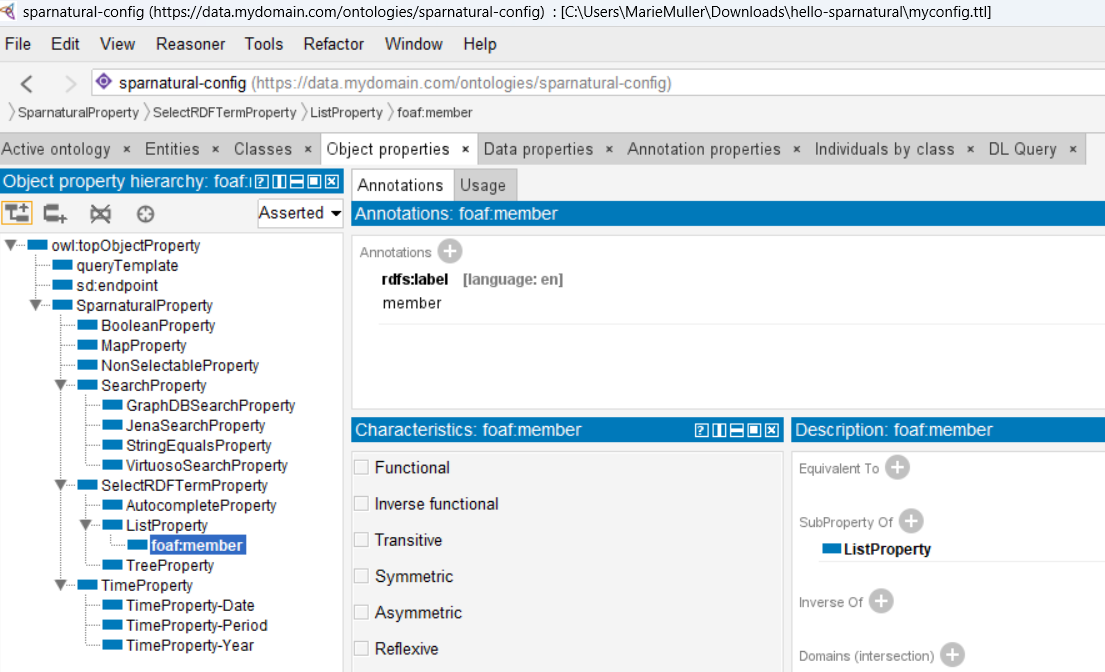 sparnatural-config (https://data.mydomain.com/ontologies/sparnatural-config) : [C:\Users\MarieMuller\Downloads\hello-sparnatural\myconfig.ttl]
File Edit View Reasoner Tools Refactor Window Help
sparnatural-config (https://data.mydomain.com/ontologies/sparnatural-config)
SparnaturalProperty SelectRDFTermProperty ListProperty foaf:member
Active ontology × Entities × Classes × Object properties × Data properties × Annotation properties × Individuals by class × DL Query ×
Object property hierarchy: foaf:
Asserted
owl:topObjectProperty
queryTemplate
sd:endpoint
SparnaturalProperty
BooleanProperty
MapProperty
NonSelectableProperty
SearchProperty
GraphDBSearchProperty
JenaSearchProperty
StringEqualsProperty
VirtuosoSearchProperty
SelectRDFTermProperty
AutocompleteProperty
ListProperty
foaf:member
TreeProperty
TimeProperty
TimeProperty-Date
TimeProperty-Period
TimeProperty-Year
Annotations Usage
Annotations: foaf:member
Annotations
rdfs:label [language: en]
member
Characteristics: foaf:member
Functional
Inverse functional
Transitive
Symmetric
Asymmetric
Reflexive
Description: foaf:member
Equivalent To
SubProperty Of
ListProperty
Inverse Of
Domains (intersection)